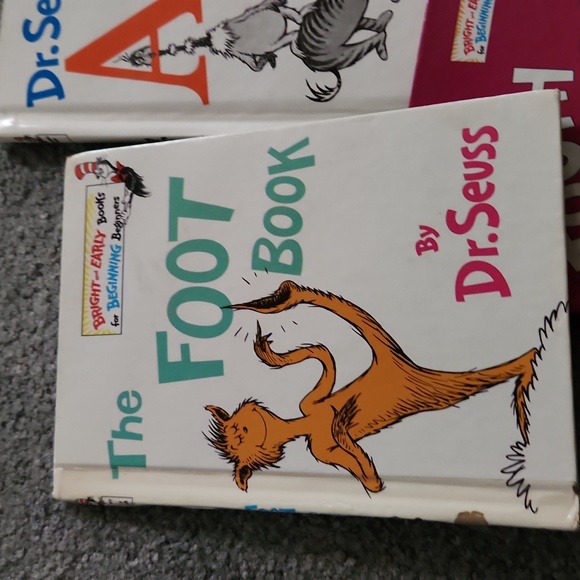 Dr. Se
A
BRIGHT and EARLY BOOKS
for BEGINNING
BRIGHT and EARLY BOOKS
for BEGINNING Beginners
The
FOOT
BOOK
By
Dr. Seuss